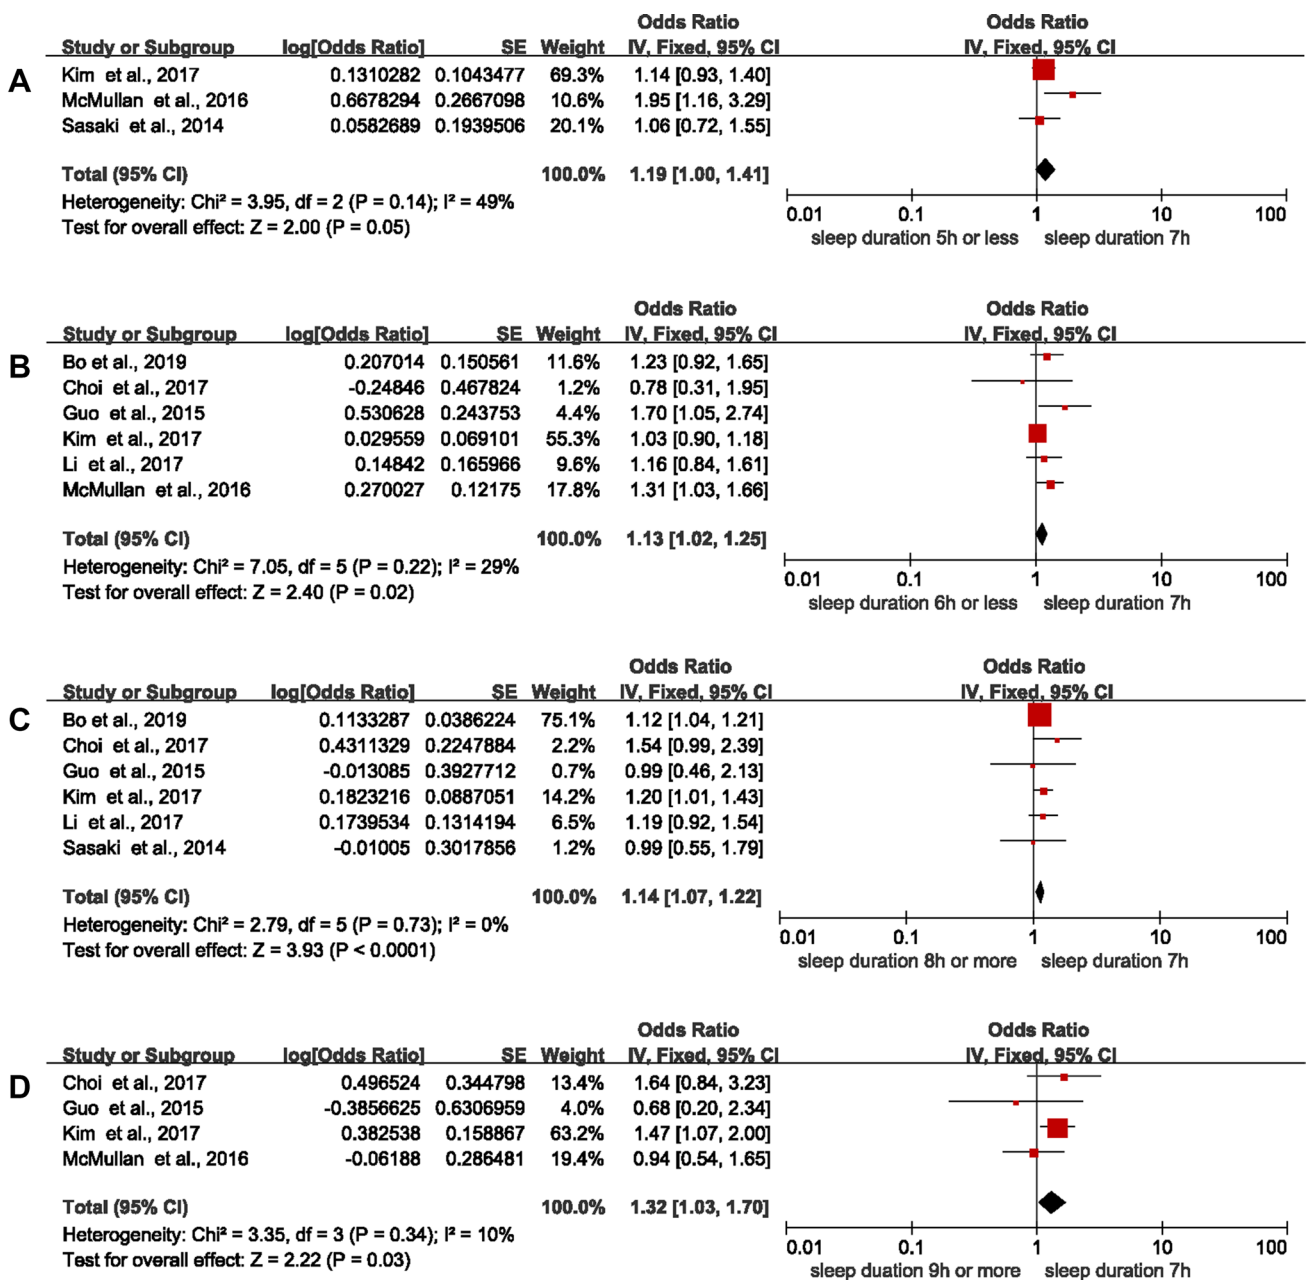 A
Odds Ratio Odds Ratio
Study or Subgroup log[Odds Ratio] SE Weight IV, Fixed, 95% CI IV, Fixed, 95% CI
Kim et al., 2017 0.1310282 0.1043477 69.3% 1.14 [0.93, 1.40]
McMullan et al., 2016 0.6678294 0.2667098 10.6% 1.95 [1.16, 3.29]
Sasaki et al., 2014 0.0582689 0.1939506 20.1% 1.06 [0.72, 1.55]
Total (95% CI) 100.0% 1.19 [1.00, 1.41]
Heterogeneity: Chi² = 3.95, df = 2 (P = 0.14); I² = 49%
Test for overall effect: Z = 2.00 (P = 0.05)
0.01 0.1 1 10 100
sleep duration 5h or less sleep duration 7h
B
Odds Ratio Odds Ratio
Study or Subgroup log[Odds Ratio] SE Weight IV, Fixed, 95% CI IV, Fixed, 95% CI
Bo et al., 2019 0.207014 0.150561 11.6% 1.23 [0.92, 1.65]
Choi et al., 2017 -0.24846 0.467824 1.2% 0.78 [0.31, 1.95]
Guo et al., 2015 0.530628 0.243753 4.4% 1.70 [1.05, 2.74]
Kim et al., 2017 0.029559 0.069101 55.3% 1.03 [0.90, 1.18]
Li et al., 2017 0.14842 0.165966 9.6% 1.16 [0.84, 1.61]
McMullan et al., 2016 0.270027 0.12175 17.8% 1.31 [1.03, 1.66]
Total (95% CI) 100.0% 1.13 [1.02, 1.25]
Heterogeneity: Chi² = 7.05, df = 5 (P = 0.22); I² = 29%
Test for overall effect: Z = 2.40 (P = 0.02)
0.01 0.1 1 10 100
sleep duration 6h or less sleep duration 7h
C
Odds Ratio Odds Ratio
Study or Subgroup log[Odds Ratio] SE Weight IV, Fixed, 95% CI IV, Fixed, 95% CI
Bo et al., 2019 0.1133287 0.0386224 75.1% 1.12 [1.04, 1.21]
Choi et al., 2017 0.4311329 0.2247884 2.2% 1.54 [0.99, 2.39]
Guo et al., 2015 -0.013085 0.3927712 0.7% 0.99 [0.46, 2.13]
Kim et al., 2017 0.1823216 0.0887051 14.2% 1.20 [1.01, 1.43]
Li et al., 2017 0.1739534 0.1314194 6.5% 1.19 [0.92, 1.54]
Sasaki et al., 2014 -0.01005 0.3017856 1.2% 0.99 [0.55, 1.79]
Total (95% CI) 100.0% 1.14 [1.07, 1.22]
Heterogeneity: Chi² = 2.79, df = 5 (P = 0.73); I² = 0%
Test for overall effect: Z = 3.93 (P < 0.0001)
0.01 0.1 1 10 100
sleep duration 8h or more sleep duration 7h
D
Odds Ratio Odds Ratio
Study or Subgroup log[Odds Ratio] SE Weight IV, Fixed, 95% CI IV, Fixed, 95% CI
Choi et al., 2017 0.496524 0.344798 13.4% 1.64 [0.84, 3.23]
Guo et al., 2015 -0.3856625 0.6306959 4.0% 0.68 [0.20, 2.34]
Kim et al., 2017 0.382538 0.158867 63.2% 1.47 [1.07, 2.00]
McMullan et al., 2016 -0.06188 0.286481 19.4% 0.94 [0.54, 1.65]
Total (95% CI) 100.0% 1.32 [1.03, 1.70]
Heterogeneity: Chi² = 3.35, df = 3 (P = 0.34); I² = 10%
Test for overall effect: Z = 2.22 (P = 0.03)
0.01 0.1 1 10 100
sleep duation 9h or more sleep duration 7h